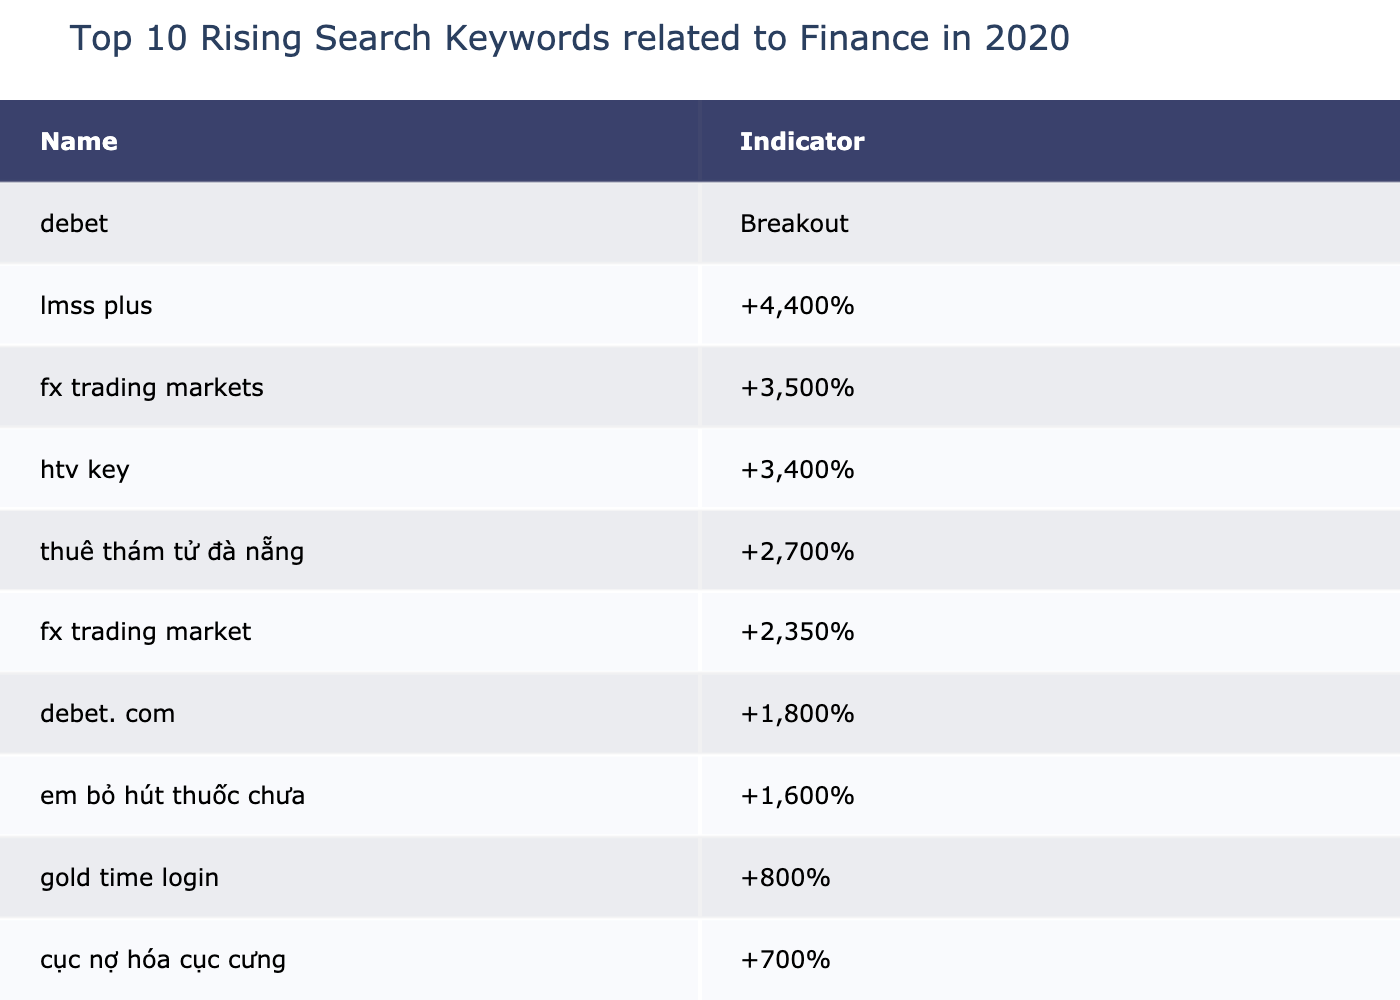 Top 10 Rising Search Keywords related to Finance in 2020
Name Indicator
debet Breakout
lmss plus +4,400%
fx trading markets +3,500%
htv key +3,400%
thuê thám tử đà nẵng +2,700%
fx trading market +2,350%
debet. com +1,800%
em bỏ hút thuốc chưa +1,600%
gold time login +800%
cục nợ hóa cục cưng +700%